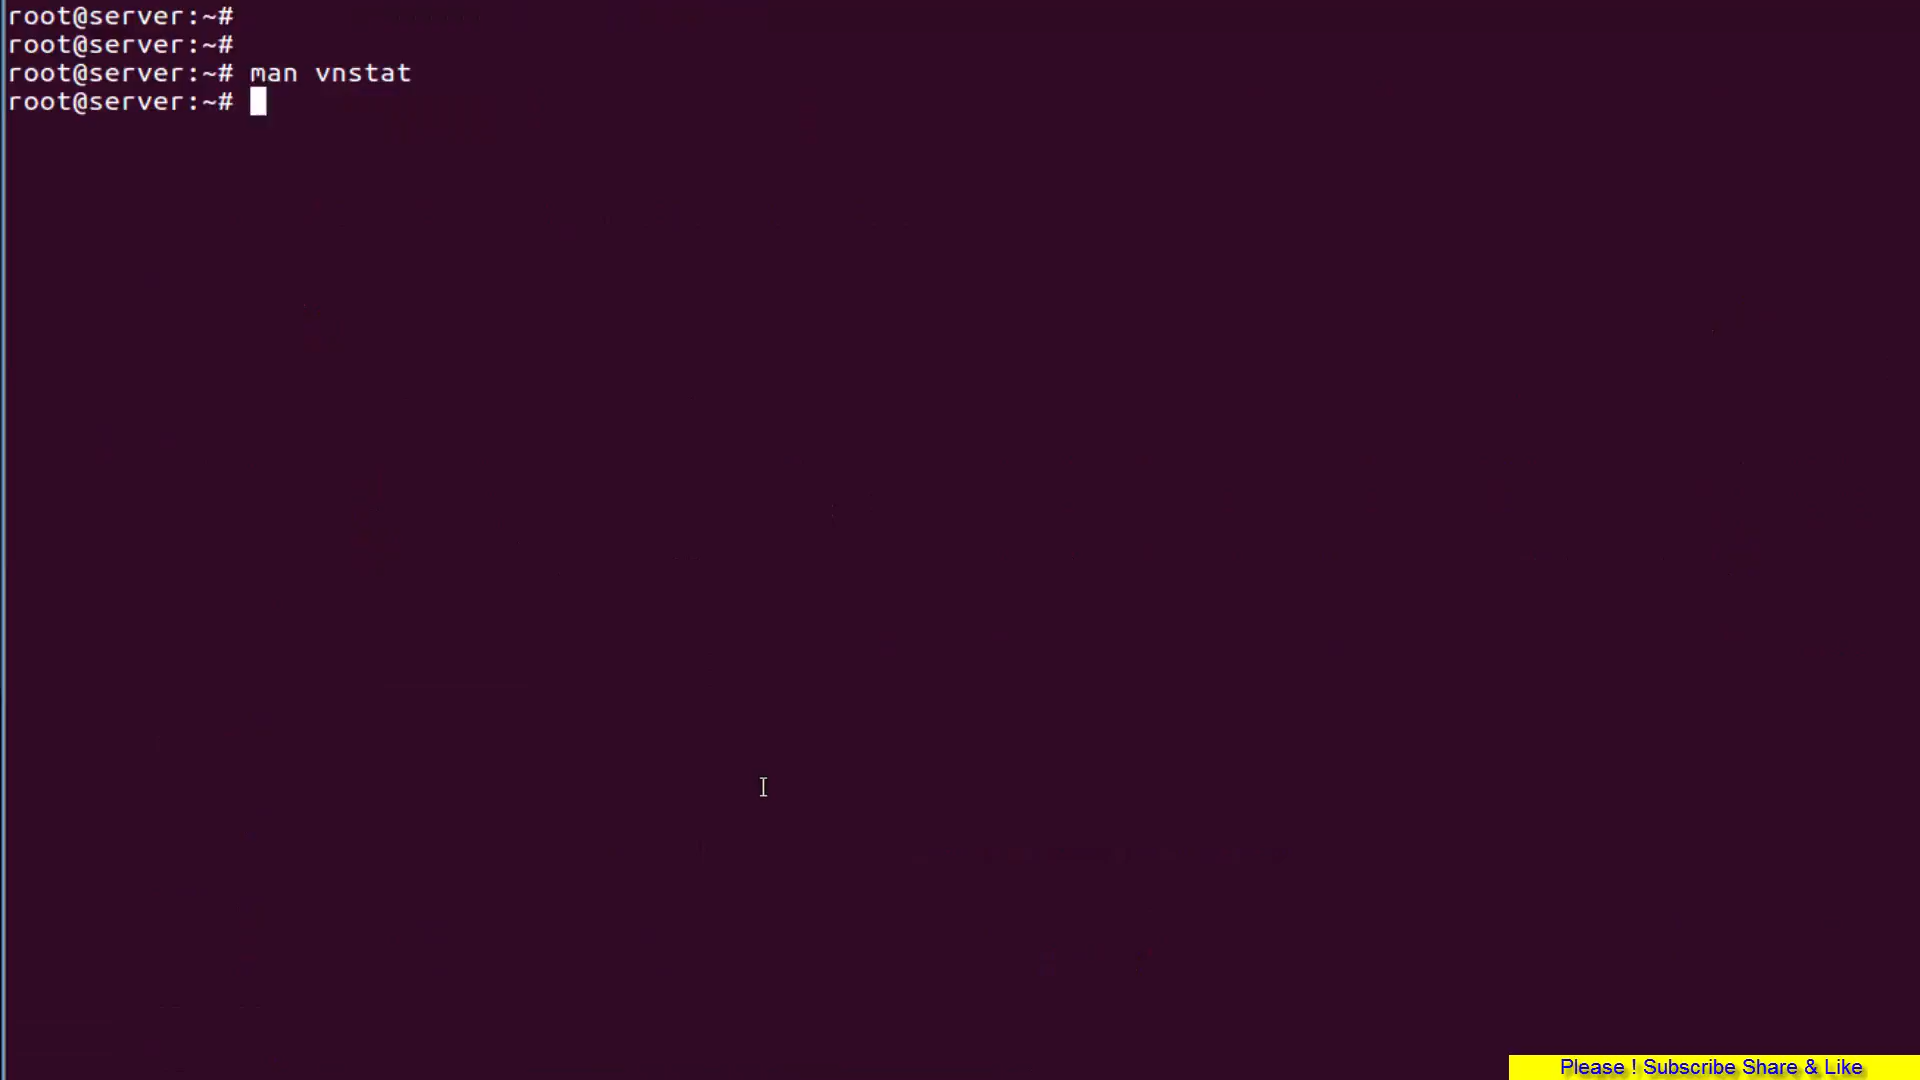 root@server:~#
root@server:~#
root@server:~# man vnstat
root@server:~#
Please ! Subscribe Share & Like